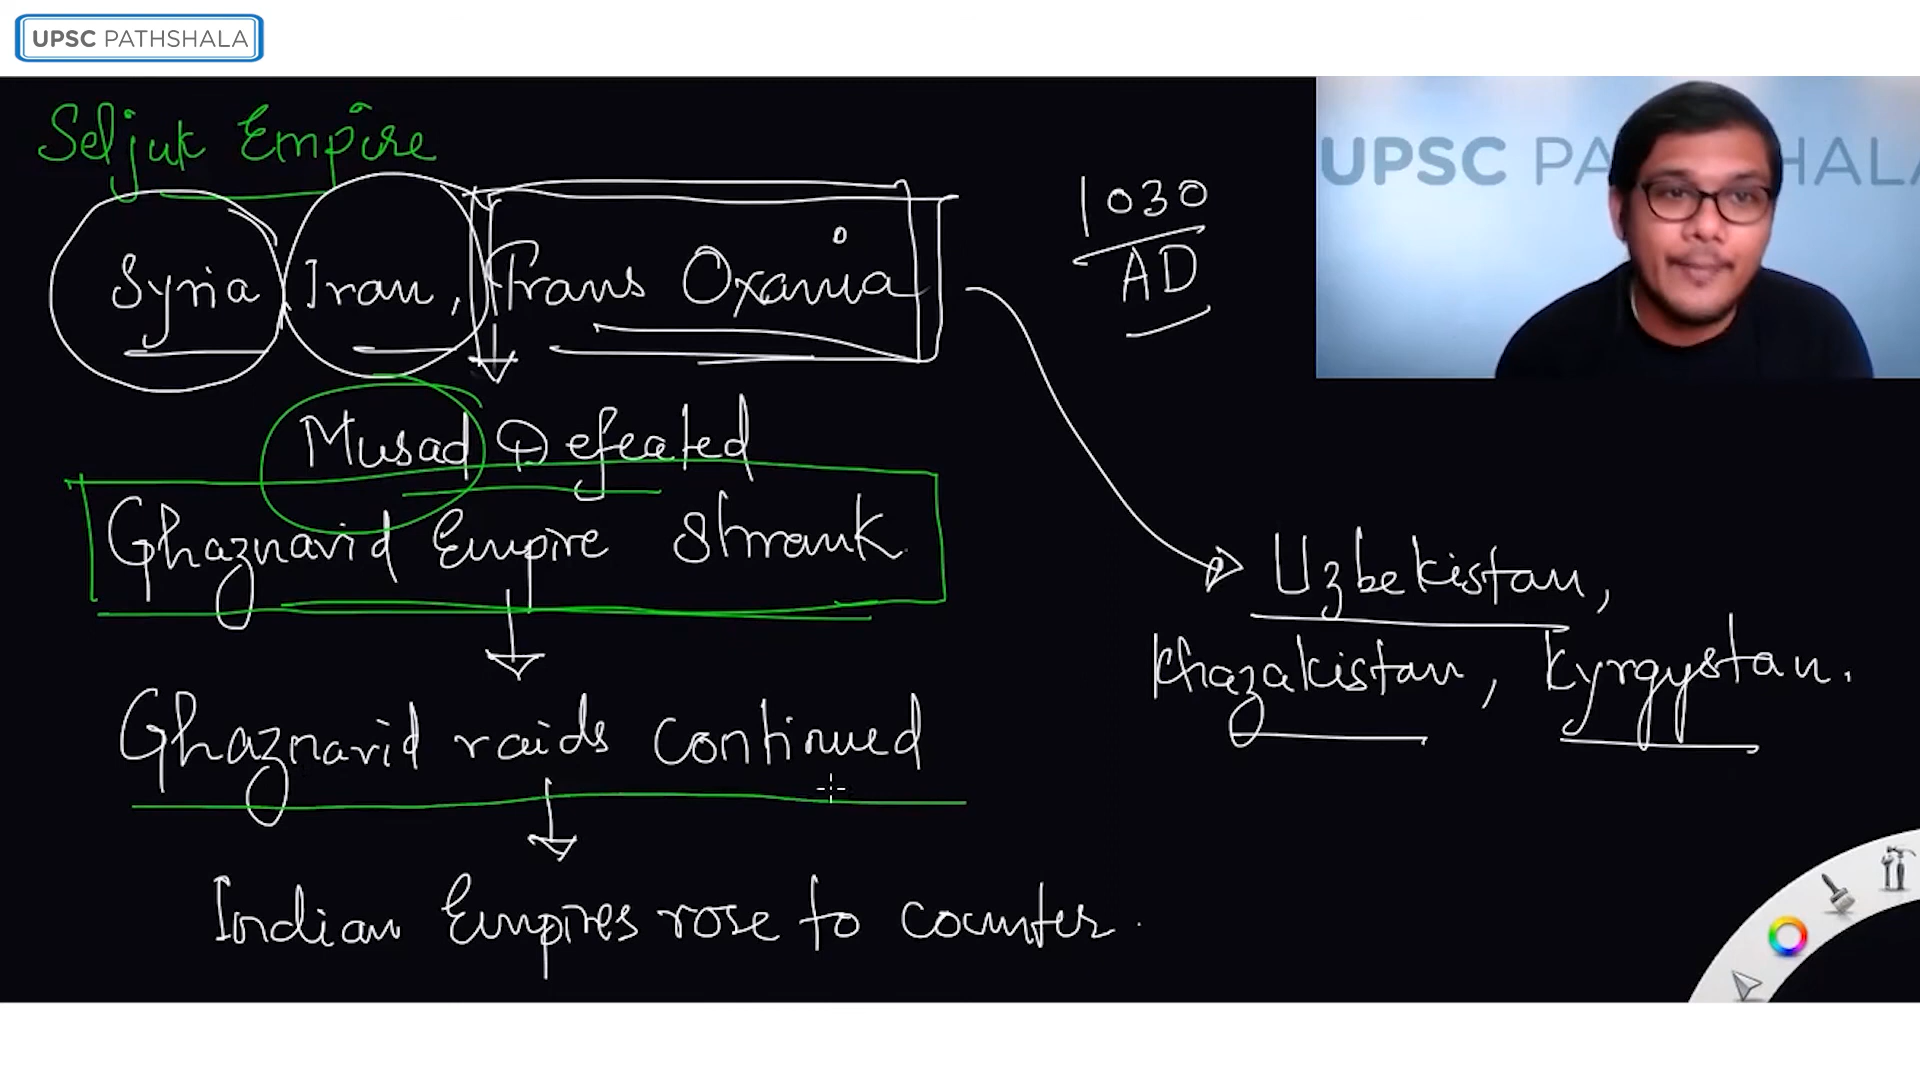 UPSC PATHSHALA
Seljuk Empire
Syria Iran, Trans Oxania
1030
AD
UPSC PA HALA
Musad Defeated
Ghaznavid Empire Shrank.
Uzbekistan,
Khazakistan, Kyrgystan.
Ghaznavid raids continued
Indian Empires rose to counter.